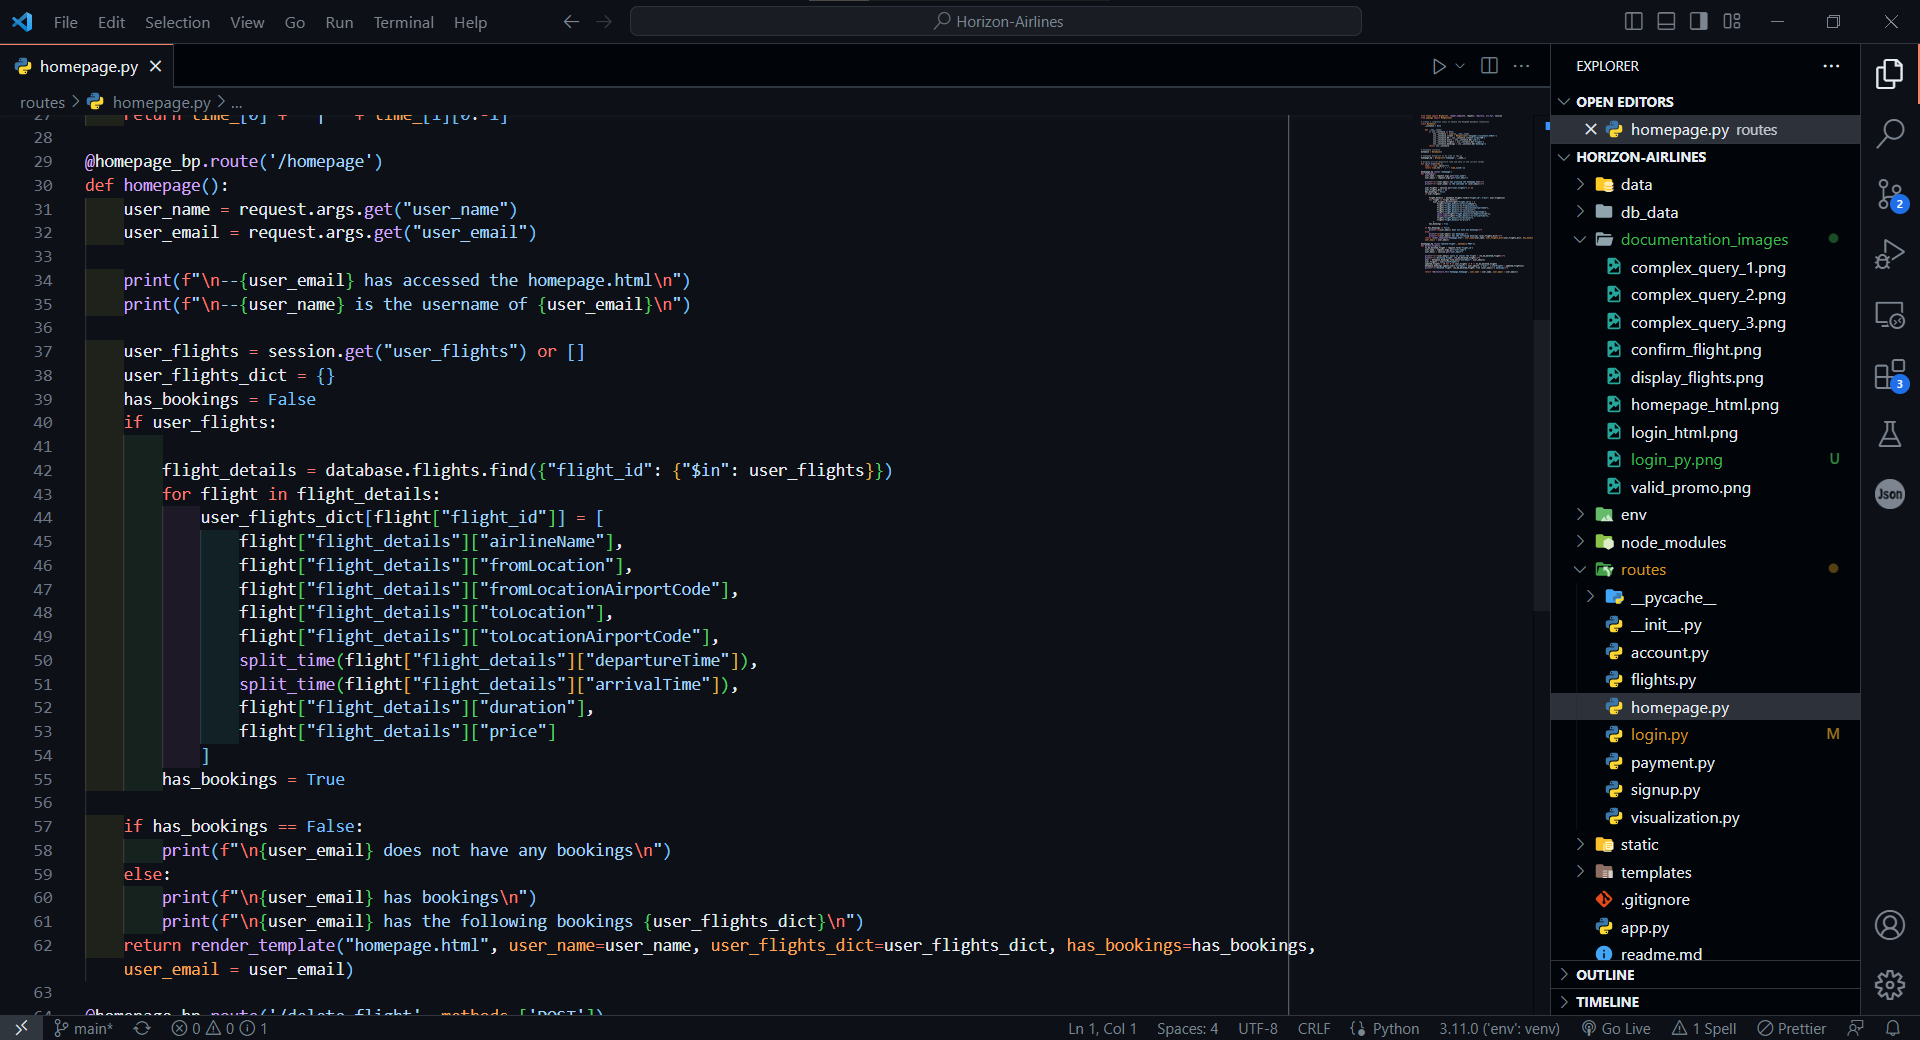 File Edit Selection View Go Run Terminal Help
Horizon-Airlines
homepage.py
routes > homepage.py > ...
27 return time_[0] + " | " + time_[1][0:-1]
28
29 @homepage_bp.route('/homepage')
30 def homepage():
31 user_name = request.args.get("user_name")
32 user_email = request.args.get("user_email")
33
34 print(f"\n--{user_email} has accessed the homepage.html\n")
35 print(f"\n--{user_name} is the username of {user_email}\n")
36
37 user_flights = session.get("user_flights") or []
38 user_flights_dict = {}
39 has_bookings = False
40 if user_flights:
41
42 flight_details = database.flights.find({"flight_id": {"$in": user_flights}})
43 for flight in flight_details:
44 user_flights_dict[flight["flight_id"]] = [
45 flight["flight_details"]["airlineName"],
46 flight["flight_details"]["fromLocation"],
47 flight["flight_details"]["fromLocationAirportCode"],
48 flight["flight_details"]["toLocation"],
49 flight["flight_details"]["toLocationAirportCode"],
50 split_time(flight["flight_details"]["departureTime"]),
51 split_time(flight["flight_details"]["arrivalTime"]),
52 flight["flight_details"]["duration"],
53 flight["flight_details"]["price"]
54 ]
55 has_bookings = True
56
57 if has_bookings == False:
58 print(f"\n{user_email} does not have any bookings\n")
59 else:
60 print(f"\n{user_email} has bookings\n")
61 print(f"\n{user_email} has the following bookings {user_flights_dict}\n")
62 return render_template("homepage.html", user_name=user_name, user_flights_dict=user_flights_dict, has_bookings=has_bookings,
user_email = user_email)
63
64 @homepage_bp.route('/delete_flight', methods=['POST'])
EXPLORER
OPEN EDITORS
homepage.py routes
HORIZON-AIRLINES
data
db_data
documentation_images
complex_query_1.png
complex_query_2.png
complex_query_3.png
confirm_flight.png
display_flights.png
homepage_html.png
login_html.png
login_py.png U
valid_promo.png
env
node_modules
routes
__pycache__
__init__.py
account.py
flights.py
homepage.py
login.py M
payment.py
signup.py
visualization.py
static
templates
.gitignore
app.py
readme.md
OUTLINE
TIMELINE
2
3
Json
main* 0 0 1
Ln 1, Col 1 Spaces: 4 UTF-8 CRLF Python 3.11.0 ('env': venv) Go Live 1 Spell Prettier